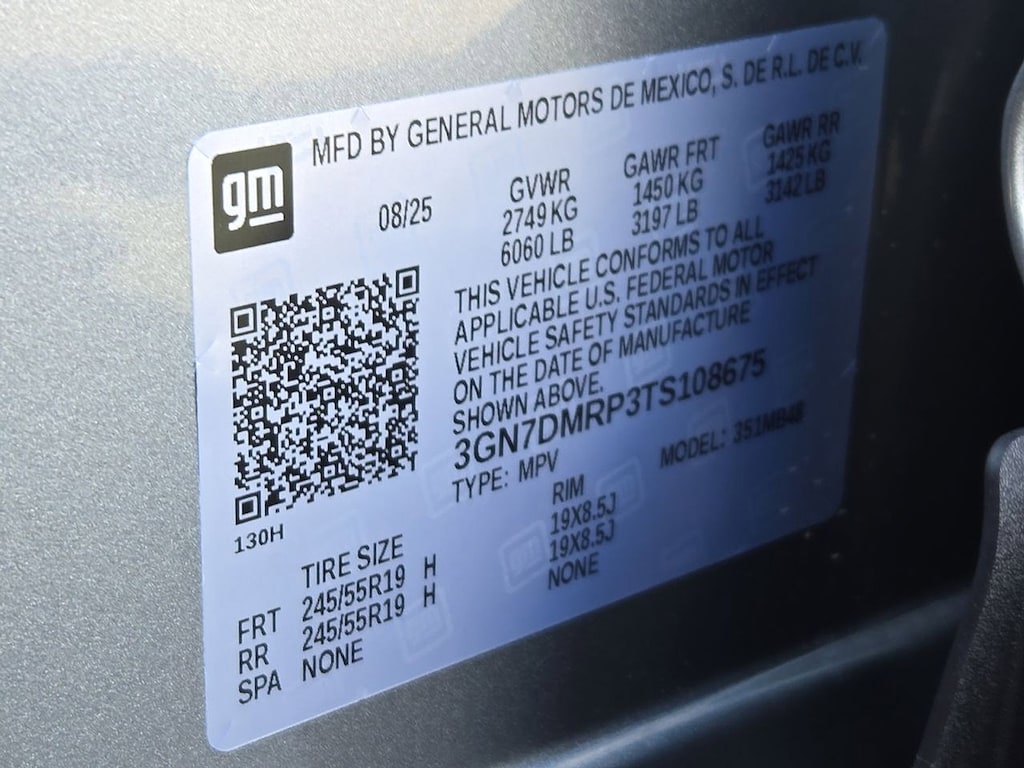 gm
MFD BY GENERAL MOTORS DE MEXICO, S. DE R.L. DE C.V.
08/25
GVWR
2749 KG
6060 LB
GAWR FRT
1450 KG
3197 LB
GAWR RR
1425 KG
3142 LB
THIS VEHICLE CONFORMS TO ALL
APPLICABLE U.S. FEDERAL MOTOR
VEHICLE SAFETY STANDARDS IN EFFECT
ON THE DATE OF MANUFACTURE
SHOWN ABOVE.
3GN7DMRP3TS108675
TYPE: MPV
MODEL: 351MB48
130H
TIRE SIZE
RIM
FRT 245/55R19 H 19X8.5J
RR 245/55R19 H 19X8.5J
SPA NONE NONE